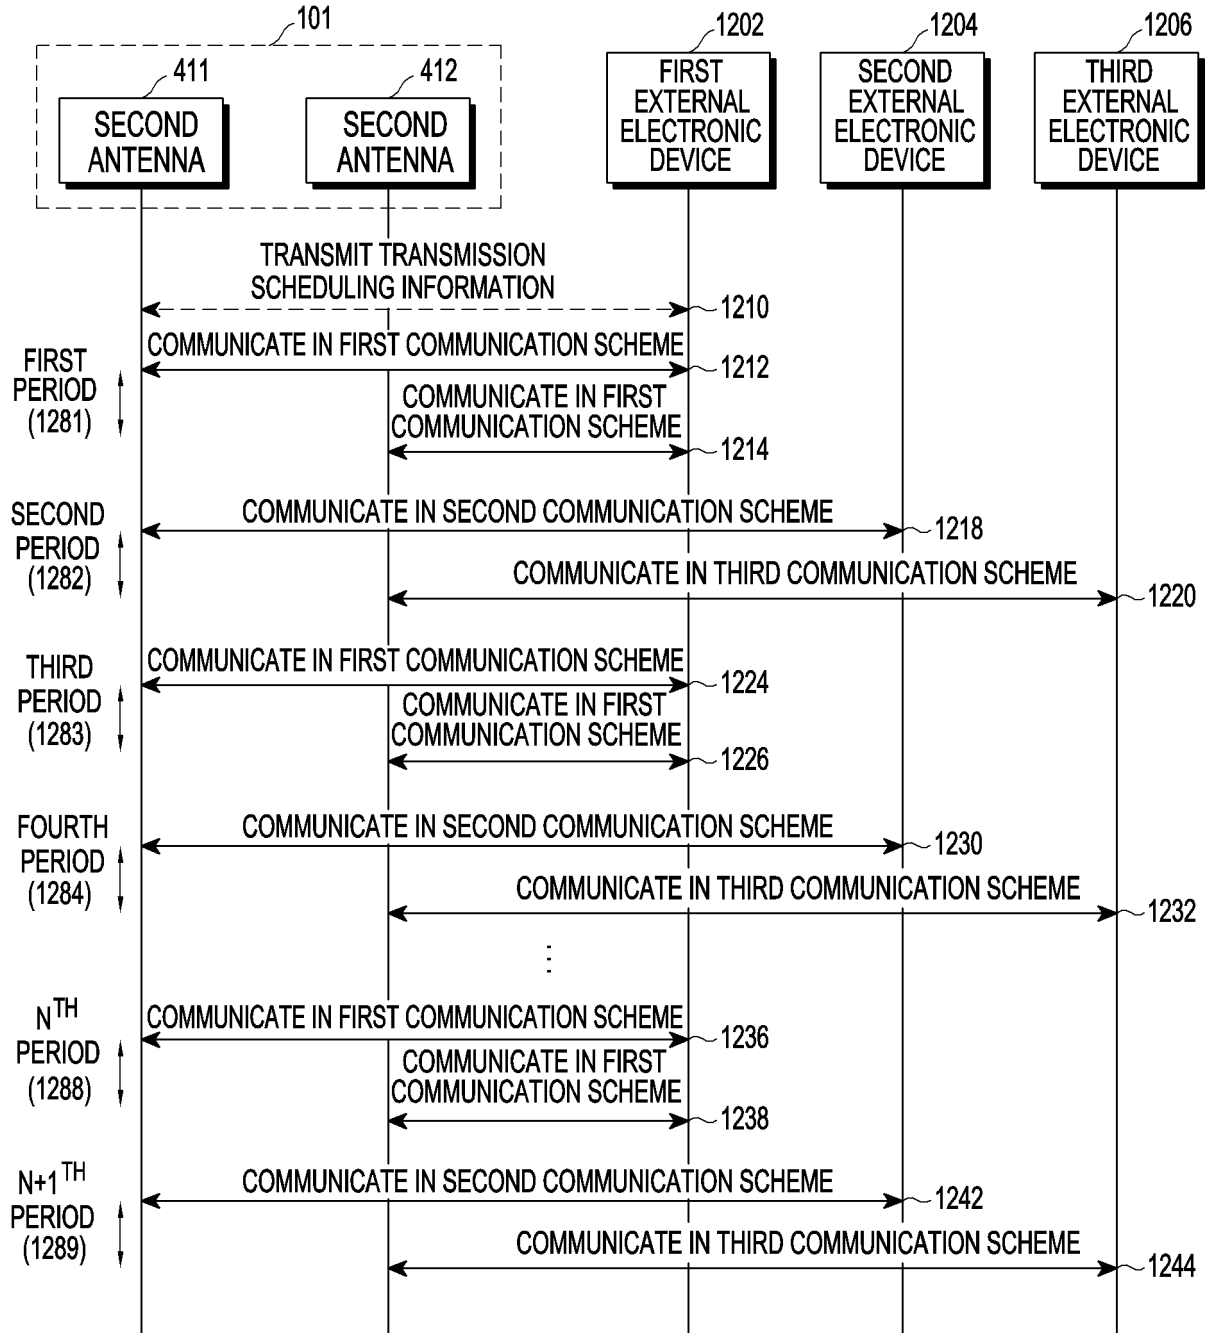 101
1202
1204
1206
411
412
SECOND
ANTENNA
SECOND
ANTENNA
FIRST
EXTERNAL
ELECTRONIC
DEVICE
SECOND
EXTERNAL
ELECTRONIC
DEVICE
THIRD
EXTERNAL
ELECTRONIC
DEVICE
TRANSMIT TRANSMISSION
SCHEDULING INFORMATION
1210
FIRST
PERIOD
(1281)
COMMUNICATE IN FIRST COMMUNICATION SCHEME
1212
COMMUNICATE IN FIRST
COMMUNICATION SCHEME
1214
SECOND
PERIOD
(1282)
COMMUNICATE IN SECOND COMMUNICATION SCHEME
1218
COMMUNICATE IN THIRD COMMUNICATION SCHEME
1220
THIRD
PERIOD
(1283)
COMMUNICATE IN FIRST COMMUNICATION SCHEME
1224
COMMUNICATE IN FIRST
COMMUNICATION SCHEME
1226
FOURTH
PERIOD
(1284)
COMMUNICATE IN SECOND COMMUNICATION SCHEME
1230
COMMUNICATE IN THIRD COMMUNICATION SCHEME
1232
⋮
N^TH
PERIOD
(1288)
COMMUNICATE IN FIRST COMMUNICATION SCHEME
1236
COMMUNICATE IN FIRST
COMMUNICATION SCHEME
1238
N+1^TH
PERIOD
(1289)
COMMUNICATE IN SECOND COMMUNICATION SCHEME
1242
COMMUNICATE IN THIRD COMMUNICATION SCHEME
1244